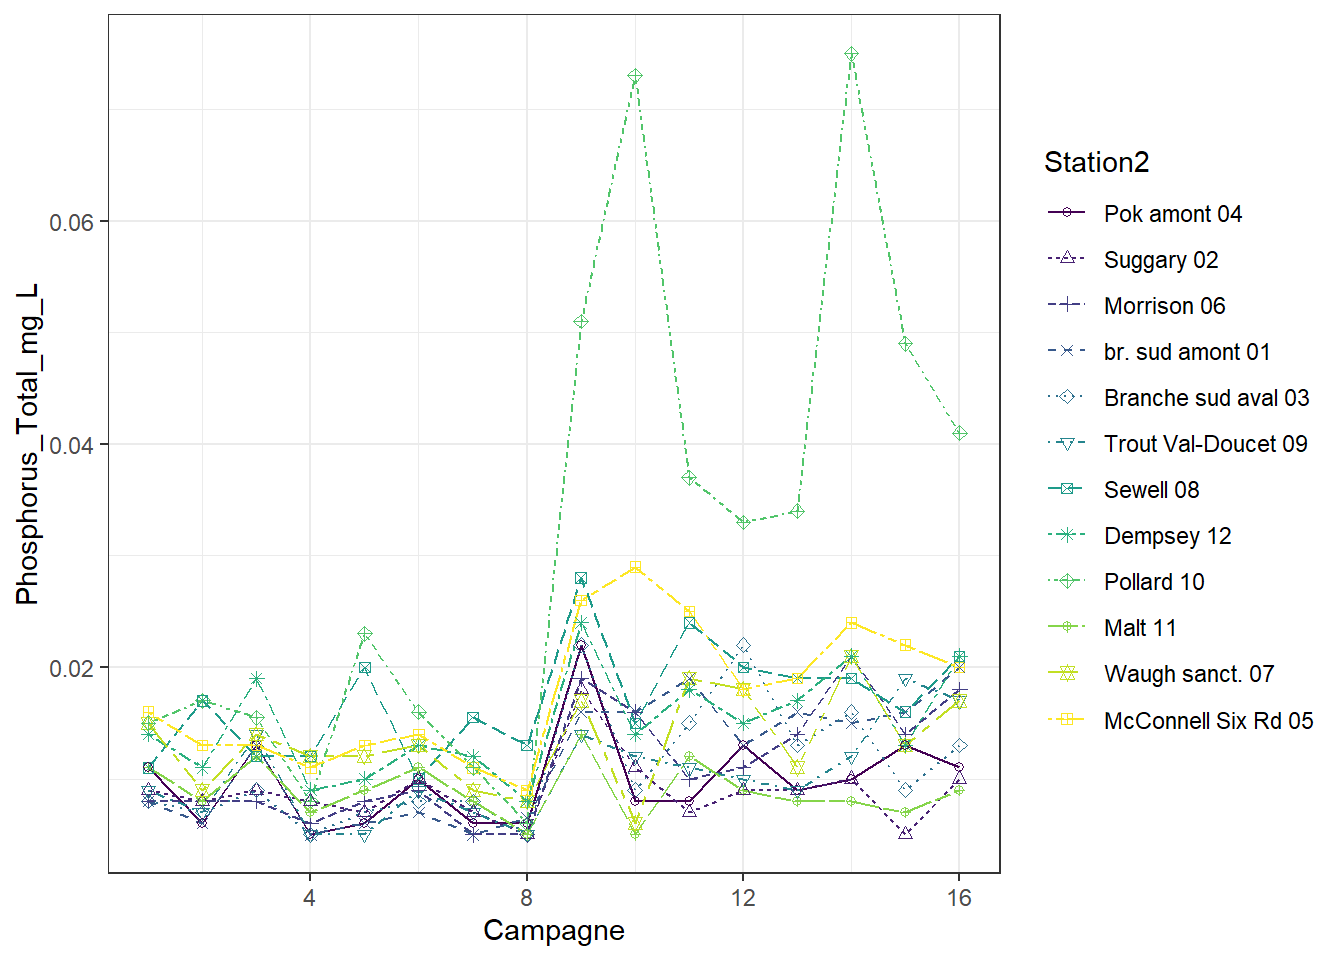 Phosphorus_Total_mg_L
0.06
0.04
0.02
4
8
12
16
Campagne
Station2
Pok amont 04
Suggary 02
Morrison 06
br. sud amont 01
Branche sud aval 03
Trout Val-Doucet 09
Sewell 08
Dempsey 12
Pollard 10
Malt 11
Waugh sanct. 07
McConnell Six Rd 05